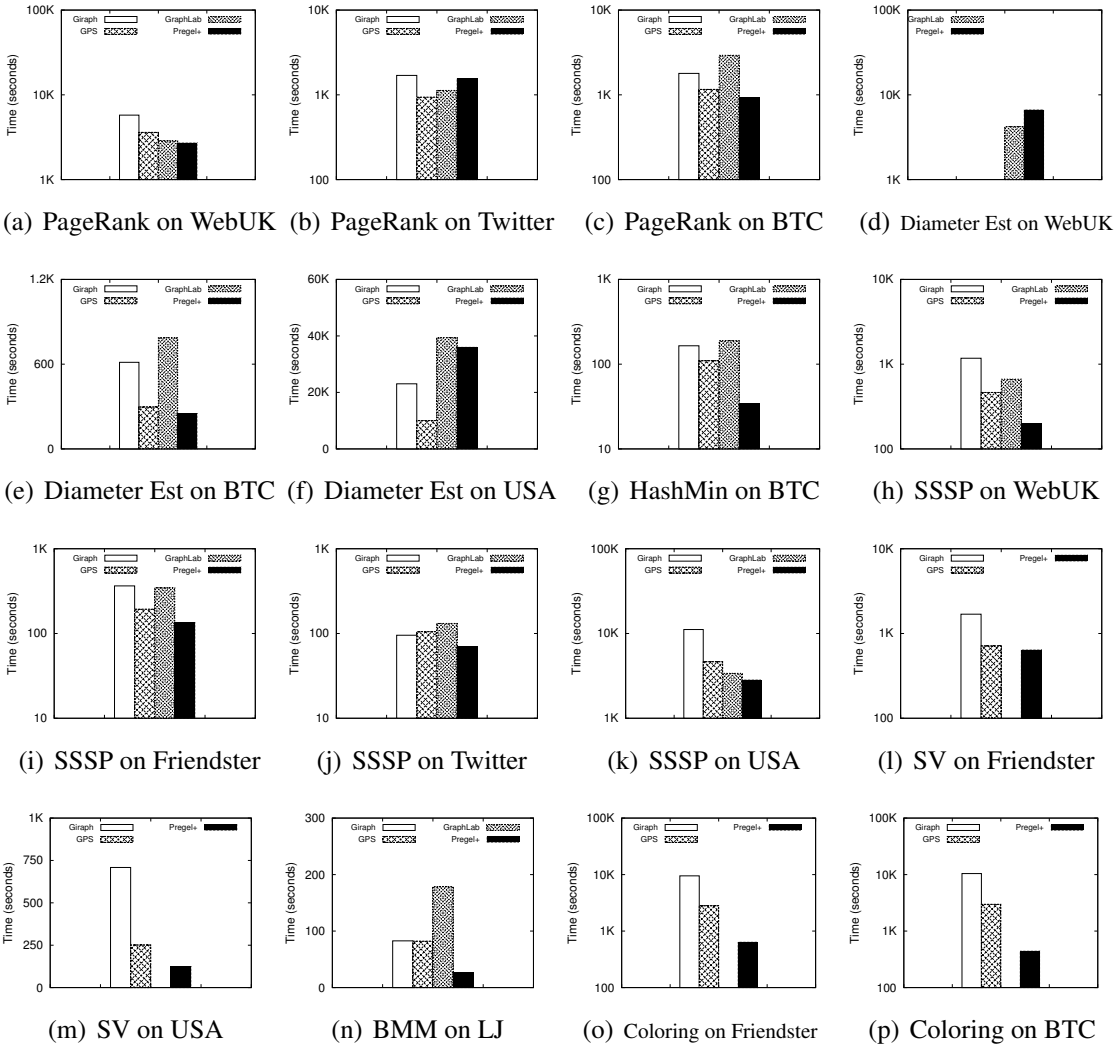 100K
10K
1K
Time (seconds)
Giraph
GPS
GraphLab
Pregel+
(a) PageRank on WebUK
10K
1K
100
Time (seconds)
Giraph
GPS
GraphLab
Pregel+
(b) PageRank on Twitter
10K
1K
100
Time (seconds)
Giraph
GPS
GraphLab
Pregel+
(c) PageRank on BTC
100K
10K
1K
Time (seconds)
GraphLab
Pregel+
(d) Diameter Est on WebUK
1.2K
600
0
Time (seconds)
Giraph
GPS
GraphLab
Pregel+
(e) Diameter Est on BTC
60K
40K
20K
0
Time (seconds)
Giraph
GPS
GraphLab
Pregel+
(f) Diameter Est on USA
1K
100
10
Time (seconds)
Giraph
GPS
GraphLab
Pregel+
(g) HashMin on BTC
10K
1K
100
Time (seconds)
Giraph
GPS
GraphLab
Pregel+
(h) SSSP on WebUK
1K
100
10
Time (seconds)
Giraph
GPS
GraphLab
Pregel+
(i) SSSP on Friendster
1K
100
10
Time (seconds)
Giraph
GPS
GraphLab
Pregel+
(j) SSSP on Twitter
100K
10K
1K
Time (seconds)
Giraph
GPS
GraphLab
Pregel+
(k) SSSP on USA
10K
1K
100
Time (seconds)
Giraph
GPS
Pregel+
(l) SV on Friendster
1K
750
500
250
0
Time (seconds)
Giraph
GPS
Pregel+
(m) SV on USA
300
200
100
0
Time (seconds)
Giraph
GPS
GraphLab
Pregel+
(n) BMM on LJ
100K
10K
1K
100
Time (seconds)
Giraph
GPS
Pregel+
(o) Coloring on Friendster
100K
10K
1K
100
Time (seconds)
Giraph
GPS
Pregel+
(p) Coloring on BTC